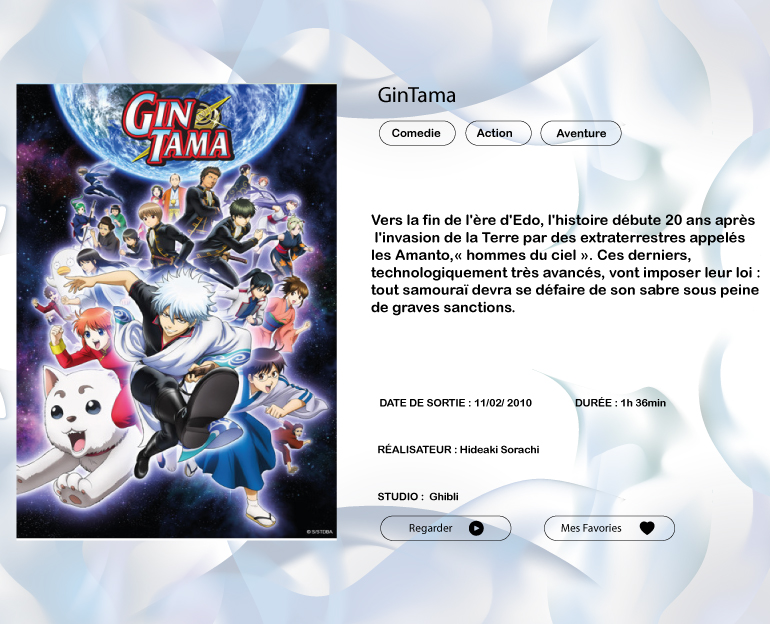 GIN
TAMA
GinTama
Comedie
Action
Aventure
Vers la fin de l'ère d'Edo, l'histoire débute 20 ans après
l'invasion de la Terre par des extraterrestres appelés
les Amanto,« hommes du ciel ». Ces derniers,
technologiquement très avancés, vont imposer leur loi :
tout samouraï devra se défaire de son sabre sous peine
de graves sanctions.
DATE DE SORTIE : 11/02/ 2010
DURÉE : 1h 36min
RÉALISATEUR : Hideaki Sorachi
STUDIO :  Ghibli
Regarder
Mes Favories